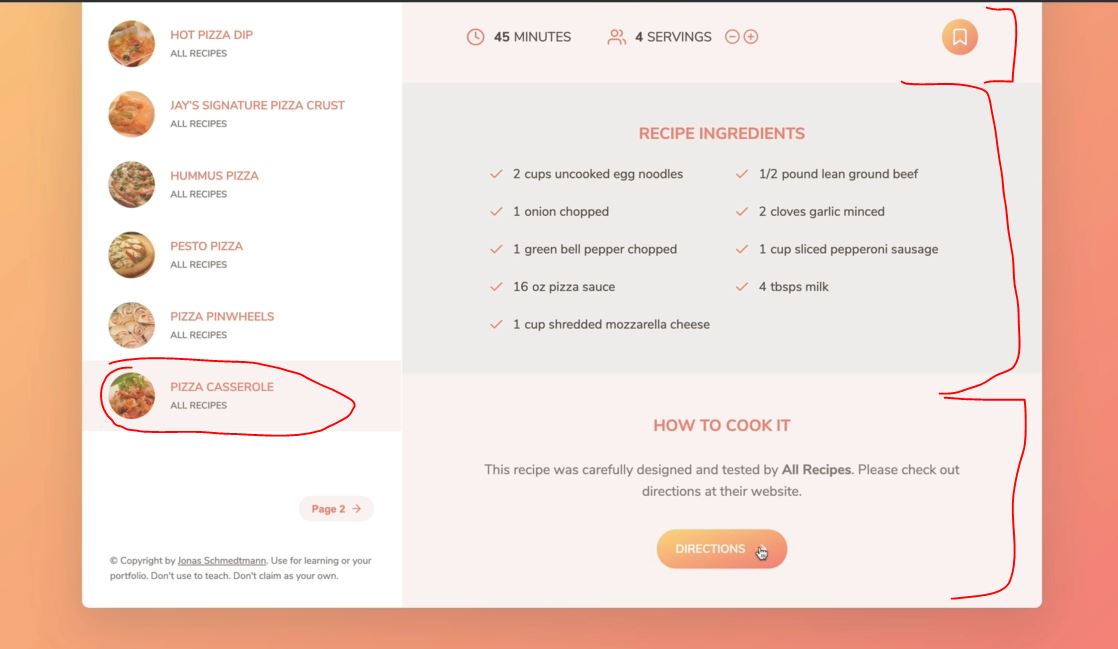 HOT PIZZA DIP
ALL RECIPES
JAY'S SIGNATURE PIZZA CRUST
ALL RECIPES
HUMMUS PIZZA
ALL RECIPES
PESTO PIZZA
ALL RECIPES
PIZZA PINWHEELS
ALL RECIPES
PIZZA CASSEROLE
ALL RECIPES
Page 2 →
© Copyright by Jonas Schmedtmann. Use for learning or your
portfolio. Don't use to teach. Don't claim as your own.
45 MINUTES 4 SERVINGS
RECIPE INGREDIENTS
2 cups uncooked egg noodles 1/2 pound lean ground beef
1 onion chopped 2 cloves garlic minced
1 green bell pepper chopped 1 cup sliced pepperoni sausage
16 oz pizza sauce 4 tbsps milk
1 cup shredded mozzarella cheese
HOW TO COOK IT
This recipe was carefully designed and tested by All Recipes. Please check out
directions at their website.
DIRECTIONS